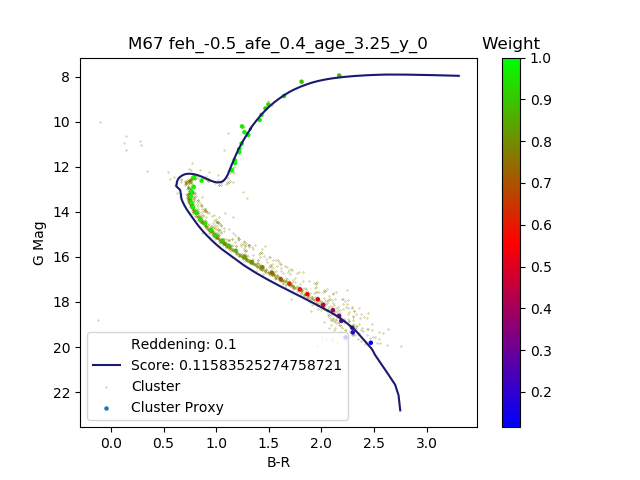 M67 feh_-0.5_afe_0.4_age_3.25_y_0
Weight
8
10
12
14
16
18
20
22
G Mag
0.0 0.5 1.0 1.5 2.0 2.5 3.0
B-R
Reddening: 0.1
Score: 0.11583525274758721
Cluster
Cluster Proxy
1.0
0.9
0.8
0.7
0.6
0.5
0.4
0.3
0.2